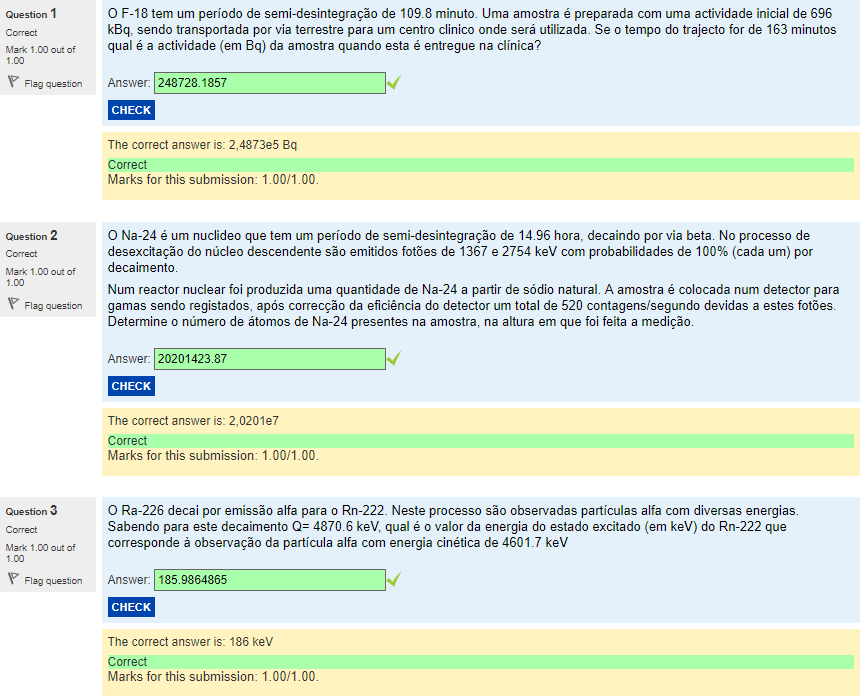 Question 1
Correct
Mark 1.00 out of
1.00
Flag question
O F-18 tem um período de semi-desintegração de 109.8 minuto. Uma amostra é preparada com uma actividade inicial de 696
kBq, sendo transportada por via terrestre para um centro clinico onde será utilizada. Se o tempo do trajecto for de 163 minutos
qual é a actividade (em Bq) da amostra quando esta é entregue na clínica?
Answer: 248728.1857
CHECK
The correct answer is: 2,4873e5 Bq
Correct
Marks for this submission: 1.00/1.00.
Question 2
Correct
Mark 1.00 out of
1.00
Flag question
O Na-24 é um nuclideo que tem um período de semi-desintegração de 14.96 hora, decaindo por via beta. No processo de
desexcitação do núcleo descendente são emitidos fotões de 1367 e 2754 keV com probabilidades de 100% (cada um) por
decaimento.
Num reactor nuclear foi produzida uma quantidade de Na-24 a partir de sódio natural. A amostra é colocada num detector para
gamas sendo registados, após correcção da eficiência do detector um total de 520 contagens/segundo devidas a estes fotões.
Determine o número de átomos de Na-24 presentes na amostra, na altura em que foi feita a medição.
Answer: 20201423.87
CHECK
The correct answer is: 2,0201e7
Correct
Marks for this submission: 1.00/1.00.
Question 3
Correct
Mark 1.00 out of
1.00
Flag question
O Ra-226 decai por emissão alfa para o Rn-222. Neste processo são observadas partículas alfa com diversas energias.
Sabendo para este decaimento Q= 4870.6 keV, qual é o valor da energia do estado excitado (em keV) do Rn-222 que
corresponde à observação da partícula alfa com energia cinética de 4601.7 keV
Answer: 185.9864865
CHECK
The correct answer is: 186 keV
Correct
Marks for this submission: 1.00/1.00.